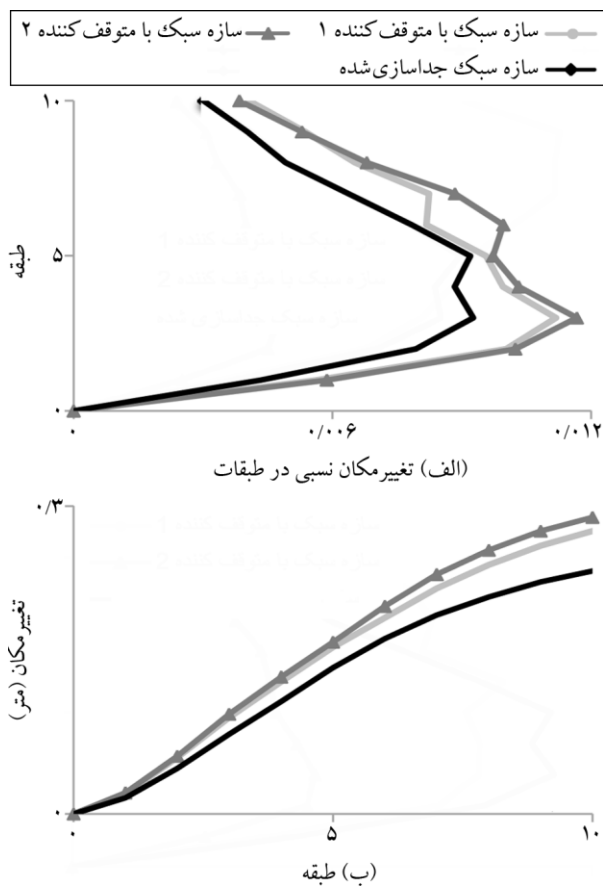 سازه سبک با متوقف‌کننده ۱ سازه سبک با متوقف‌کننده ۲
سازه سبک جداسازی‌شده
۱۰
طبقه
۵
۰
۰ ۰/۰۰۶ ۰/۰۱۲
(الف) تغییرمکان نسبی در طبقات
۰/۳
تغییرمکان (متر)
۰
۰ ۵ ۱۰
(ب) طبقه